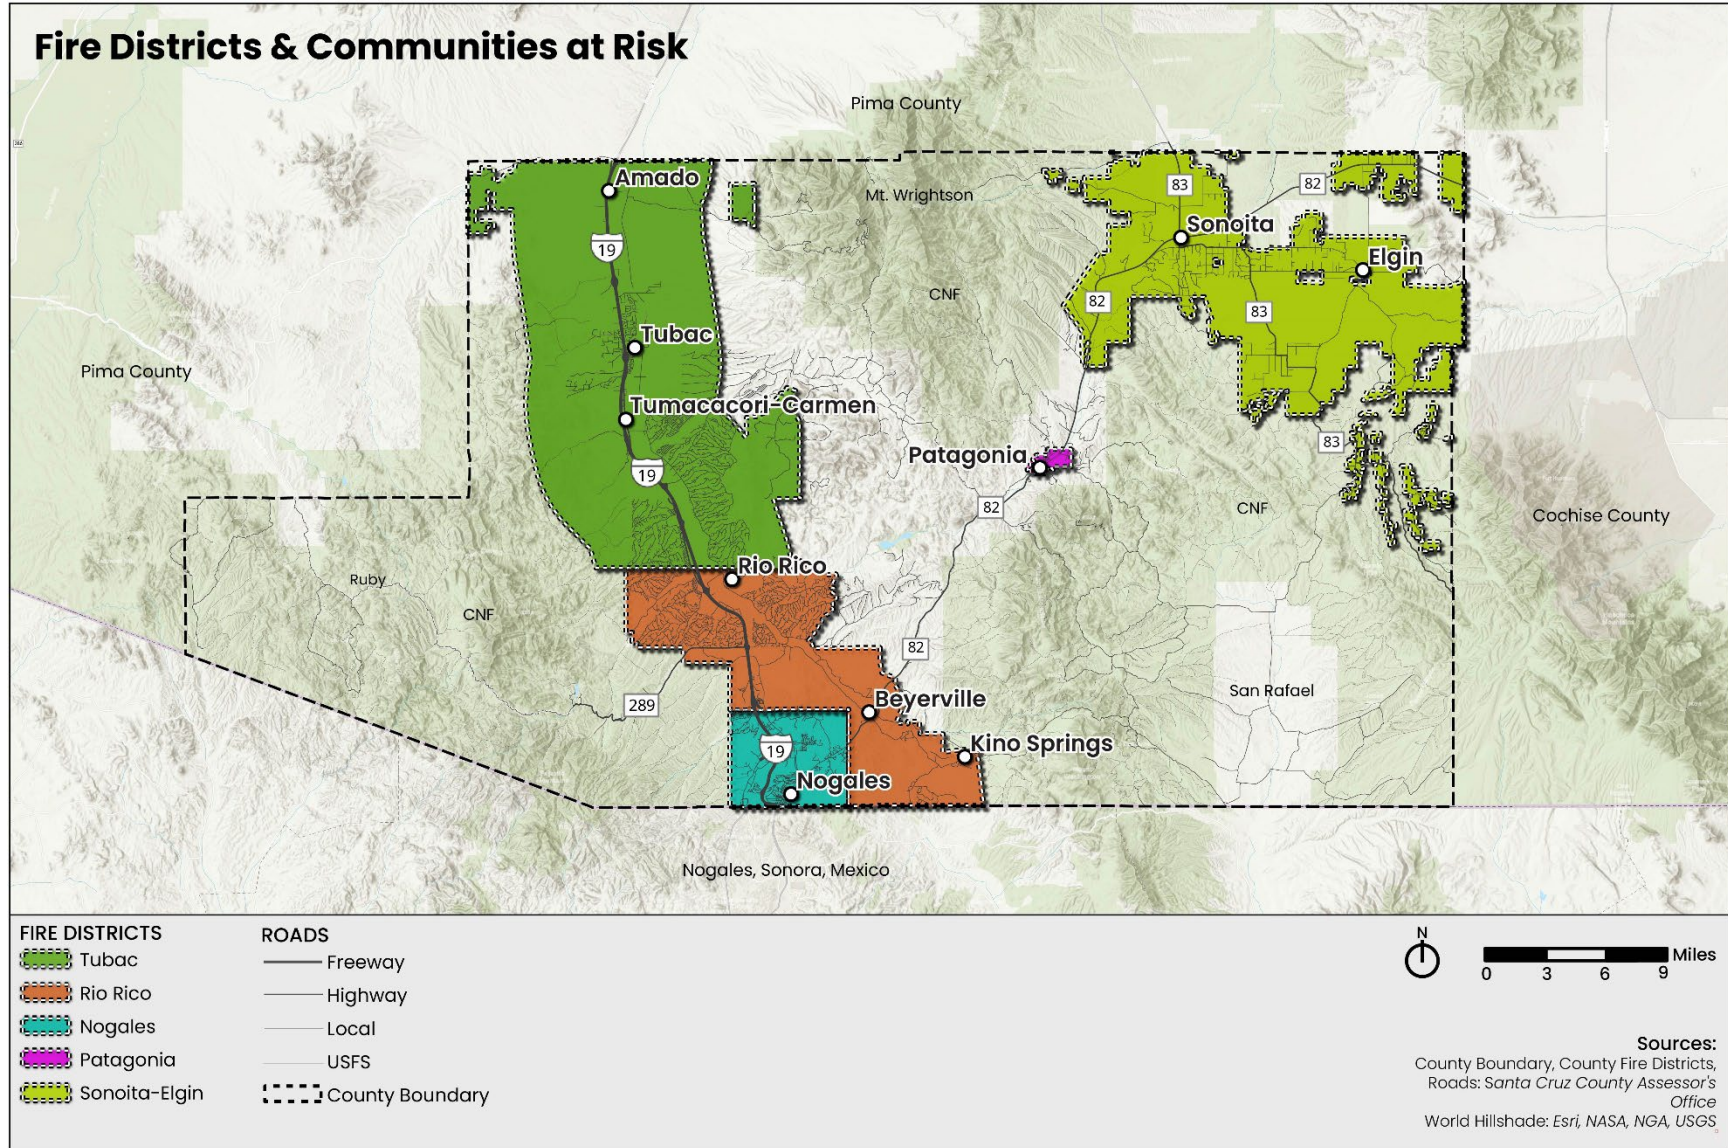 Fire Districts & Communities at Risk
Pima County
Amado
Mt. Wrightson
83
82
19
Sonoita
Elgin
CNF
82
83
Tubac
Pima County
Tumacacori-Carmen
83
Patagonia
19
82
CNF
Cochise County
Rio Rico
Ruby
CNF
82
San Rafael
289
Beyerville
19
Kino Springs
Nogales
Nogales, Sonora, Mexico
FIRE DISTRICTS
Tubac
Rio Rico
Nogales
Patagonia
Sonoita-Elgin
ROADS
Freeway
Highway
Local
USFS
County Boundary
N
Miles
0 3 6 9
Sources:
County Boundary, County Fire Districts,
Roads: Santa Cruz County Assessor's
Office
World Hillshade: Esri, NASA, NGA, USGS